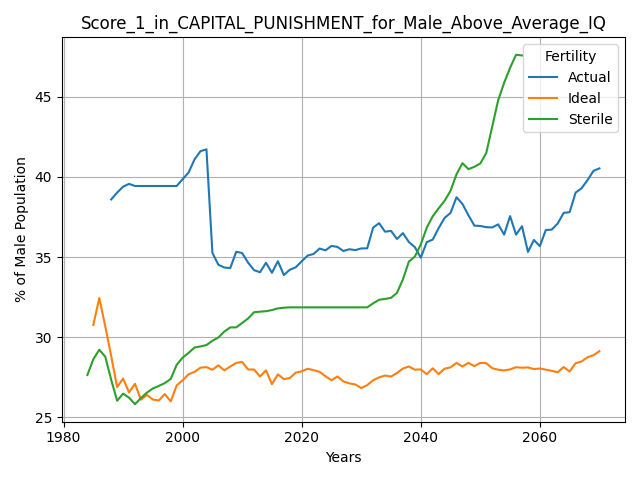 Score_1_in_CAPITAL_PUNISHMENT_for_Male_Above_Average_IQ
% of Male Population
45
40
35
30
25
1980
2000
2020
2040
2060
Years
Fertility
Actual
Ideal
Sterile